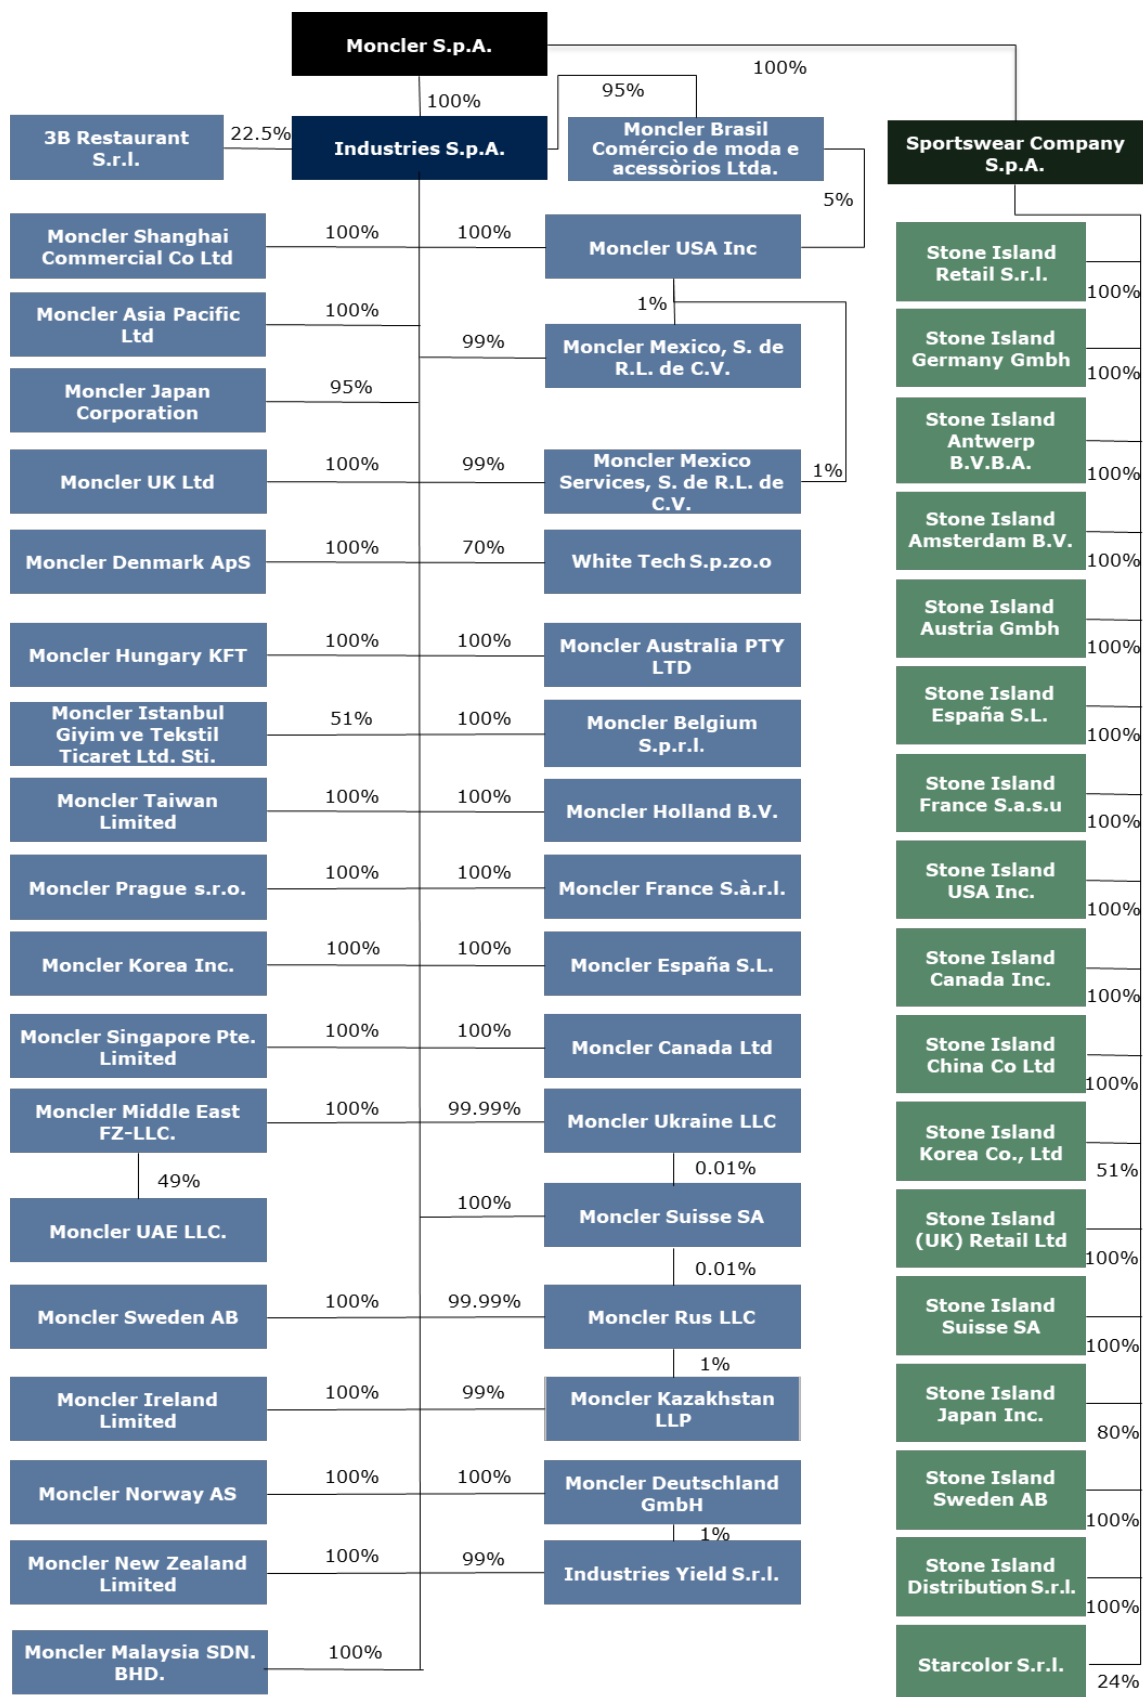 Moncler S.p.A.
100%
100%
95%
3B Restaurant
S.r.l.
22.5%
Industries S.p.A.
Moncler Brasil
Comércio de moda e
acessòrios Ltda.
Sportswear Company
S.p.A.
5%
Moncler Shanghai
Commercial Co Ltd
100%
100%
Moncler USA Inc
Stone Island
Retail S.r.l.
100%
Moncler Asia Pacific
Ltd
100%
1%
99%
Moncler Mexico, S. de
R.L. de C.V.
Stone Island
Germany Gmbh
100%
Moncler Japan
Corporation
95%
Stone Island
Antwerp
B.V.B.A.
100%
Moncler UK Ltd
100%
99%
Moncler Mexico
Services, S. de R.L. de
C.V.
1%
Stone Island
Amsterdam B.V.
100%
Moncler Denmark ApS
100%
70%
White Tech S.p.zo.o
Stone Island
Austria Gmbh
100%
Moncler Hungary KFT
100%
100%
Moncler Australia PTY
LTD
Stone Island
España S.L.
100%
Moncler Istanbul
Giyim ve Tekstil
Ticaret Ltd. Sti.
51%
100%
Moncler Belgium
S.p.r.l.
Stone Island
France S.a.s.u
100%
Moncler Taiwan
Limited
100%
100%
Moncler Holland B.V.
Moncler Prague s.r.o.
100%
100%
Moncler France S.à.r.l.
Stone Island
USA Inc.
100%
Moncler Korea Inc.
100%
100%
Moncler España S.L.
Stone Island
Canada Inc.
100%
Moncler Singapore Pte.
Limited
100%
100%
Moncler Canada Ltd
Stone Island
China Co Ltd
100%
Moncler Middle East
FZ-LLC.
100%
99.99%
Moncler Ukraine LLC
Stone Island
Korea Co., Ltd
51%
49%
0.01%
Moncler UAE LLC.
100%
Moncler Suisse SA
Stone Island
(UK) Retail Ltd
100%
0.01%
Moncler Sweden AB
100%
99.99%
Moncler Rus LLC
Stone Island
Suisse SA
100%
1%
Moncler Ireland
Limited
100%
99%
Moncler Kazakhstan
LLP
Stone Island
Japan Inc.
80%
Moncler Norway AS
100%
100%
Moncler Deutschland
GmbH
Stone Island
Sweden AB
100%
1%
Moncler New Zealand
Limited
100%
99%
Industries Yield S.r.l.
Stone Island
Distribution S.r.l.
100%
Moncler Malaysia SDN.
BHD.
100%
Starcolor S.r.l.
24%